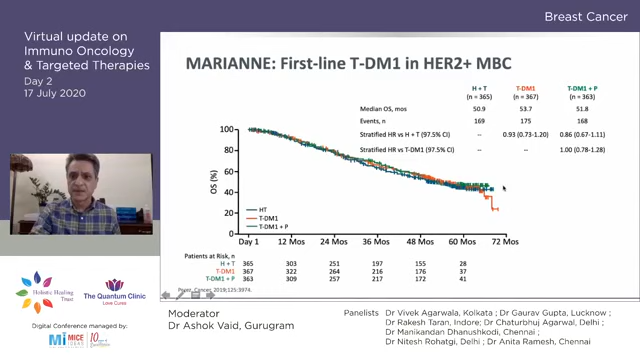 Breast Cancer
Virtual update on
Immuno Oncology
& Targeted Therapies
Day 2
17 July 2020
MARIANNE: First-line T-DM1 in HER2+ MBC
H + T T-DM1 T-DM1 + P
(n = 365) (n = 367) (n = 363)
Median OS, mos 50.9 53.7 51.8
Events, n 169 175 168
Stratified HR vs H + T (97.5% CI) -- 0.93 (0.73-1.20) 0.86 (0.67-1.11)
Stratified HR vs T-DM1 (97.5% CI) -- -- 1.00 (0.78-1.28)
OS (%)
100
80
60
40
20
0
HT
T-DM1
T-DM1 + P
Day 1 12 Mos 24 Mos 36 Mos 48 Mos 60 Mos 72 Mos
Patients at Risk, n
H + T 365 303 251 197 155 28
T-DM1 367 322 264 216 176 37
T-DM1 + P 363 309 257 217 172 41
Cancer. 2019;125:3974.
Holistic Healing
Trust
The Quantum Clinic
Love Cures
Digital Conference managed by:
Mi MICE
10
Moderator
Dr Ashok Vaid, Gurugram
Panelists Dr Vivek Agarwala, Kolkata ; Dr Gaurav Gupta, Lucknow ;
Dr Rakesh Taran, Indore; Dr Chaturbhuj Agarwal, Delhi ;
Dr Manikandan Dhanushkodi, Chennai ;
Dr Nitesh Rohatgi, Delhi ; Dr Anita Ramesh, Chennai